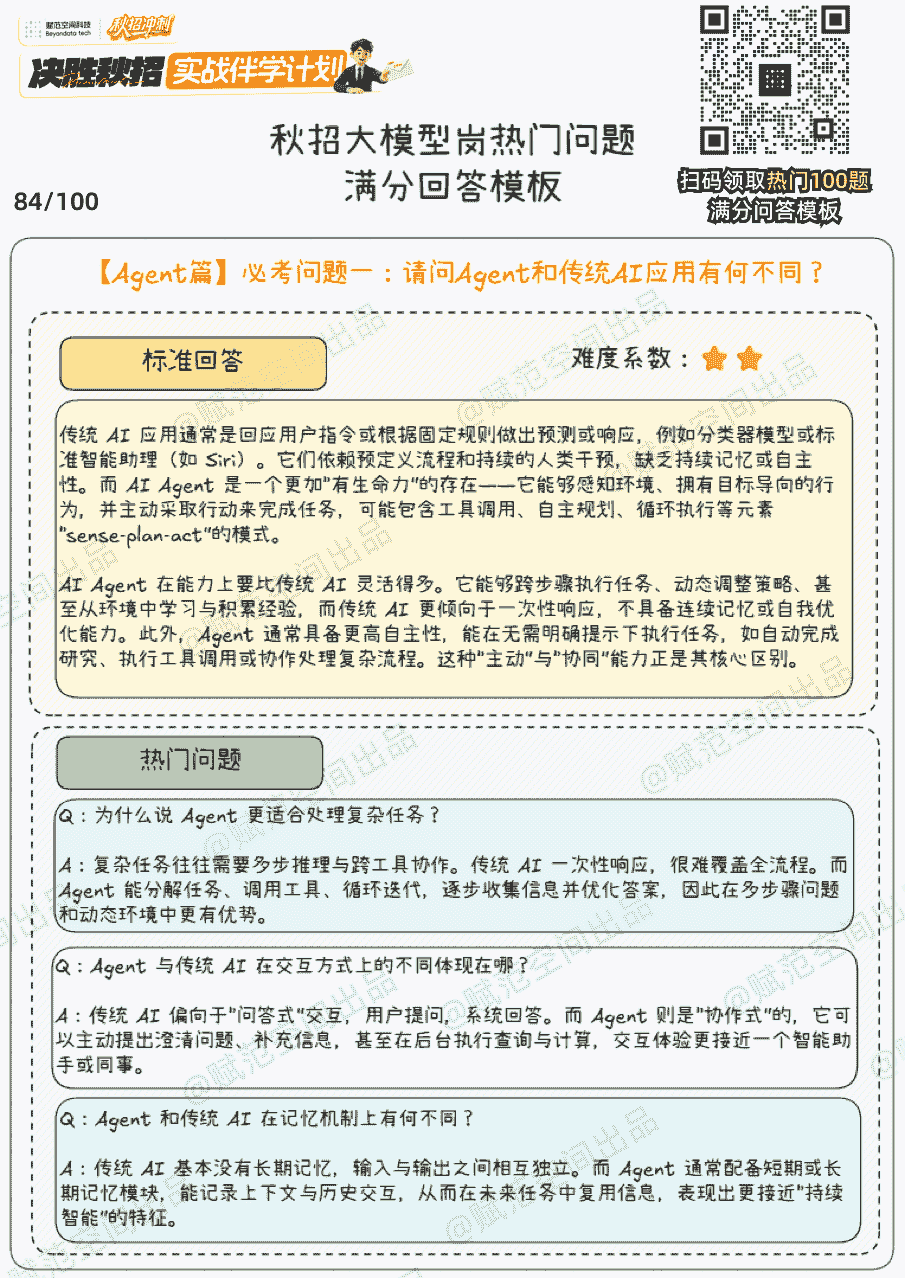 赋范空间科技
Beyondata tech
秋招冲刺
决胜秋招 实战伴学计划
秋招大模型岗热门问题
满分回答模板
扫码领取热门100题
满分问答模板
84/100
【Agent篇】必考问题一：请问Agent和传统AI应用有何不同？
标准回答
难度系数：
传统 AI 应用通常是回应用户指令或根据固定规则做出预测或响应，例如分类器模型或标
准智能助理（如 Siri）。它们依赖预定义流程和持续的人类干预，缺乏持续记忆或自主
性。而 AI Agent 是一个更加"有生命力"的存在——它能够感知环境、拥有目标导向的行
为，并主动采取行动来完成任务，可能包含工具调用、自主规划、循环执行等元素
"sense-plan-act"的模式。
AI Agent 在能力上要比传统 AI 灵活得多。它能够跨步骤执行任务、动态调整策略、甚
至从环境中学习与积累经验，而传统 AI 更倾向于一次性响应，不具备连续记忆或自我优
化能力。此外，Agent 通常具备更高自主性，能在无需明确提示下执行任务，如自动完成
研究、执行工具调用或协作处理复杂流程。这种"主动"与"协同"能力正是其核心区别。
热门问题
Q：为什么说 Agent 更适合处理复杂任务？
A：复杂任务往往需要多步推理与跨工具协作。传统 AI 一次性响应，很难覆盖全流程。而
Agent 能分解任务、调用工具、循环迭代，逐步收集信息并优化答案，因此在多步骤问题
和动态环境中更有优势。
Q：Agent 与传统 AI 在交互方式上的不同体现在哪？
A：传统 AI 偏向于"问答式"交互，用户提问，系统回答。而 Agent 则是"协作式"的，它可
以主动提出澄清问题、补充信息，甚至在后台执行查询与计算，交互体验更接近一个智能助
手或同事。
Q：Agent 和传统 AI 在记忆机制上有何不同？
A：传统 AI 基本没有长期记忆，输入与输出之间相互独立。而 Agent 通常配备短期或长
期记忆模块，能记录上下文与历史交互，从而在未来任务中复用信息，表现出更接近"持续
智能"的特征。
@赋范空间出品